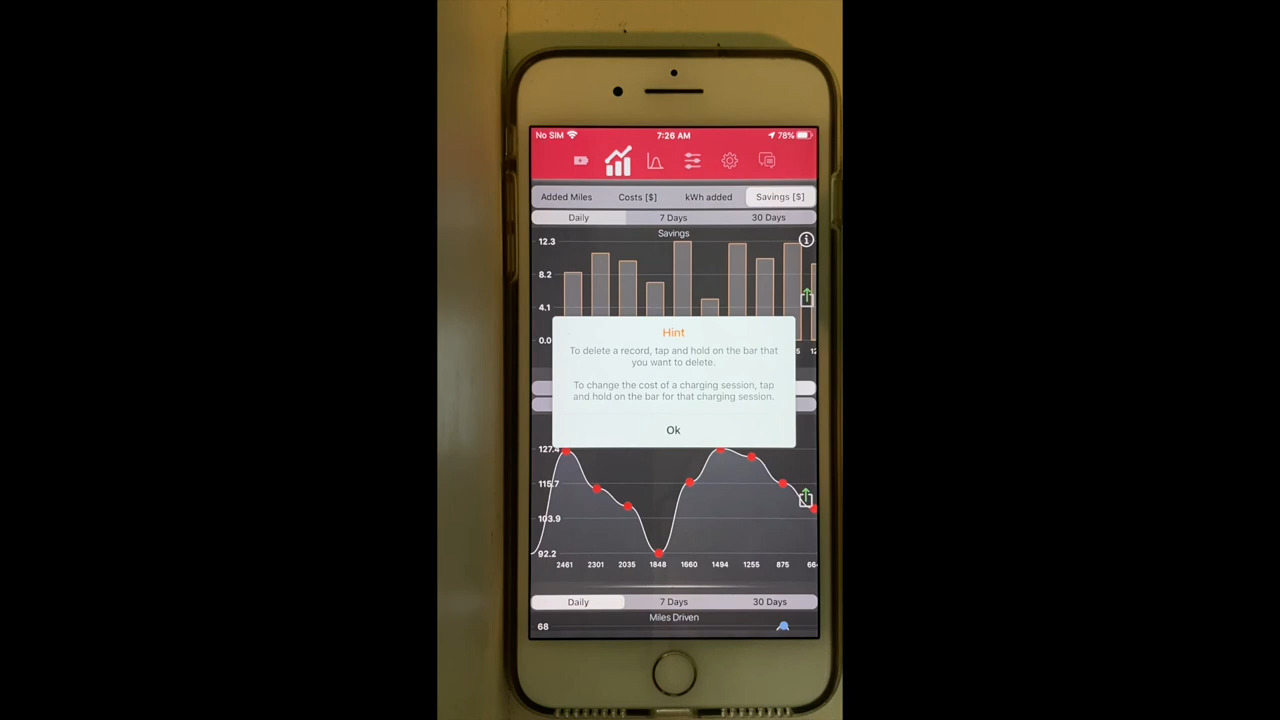 No SIM 7:26 AM 78%
Added Miles Costs [$] kWh added Savings [$]
Daily 7 Days 30 Days
Savings
12.3
8.2
4.1
0.0
Hint
To delete a record, tap and hold on the bar that
you want to delete.
To change the cost of a charging session, tap
and hold on the bar for that charging session.
Ok
127.4
115.7
103.9
92.2
2461 2301 2035 1848 1660 1494 1255 875
Daily 7 Days 30 Days
Miles Driven
68